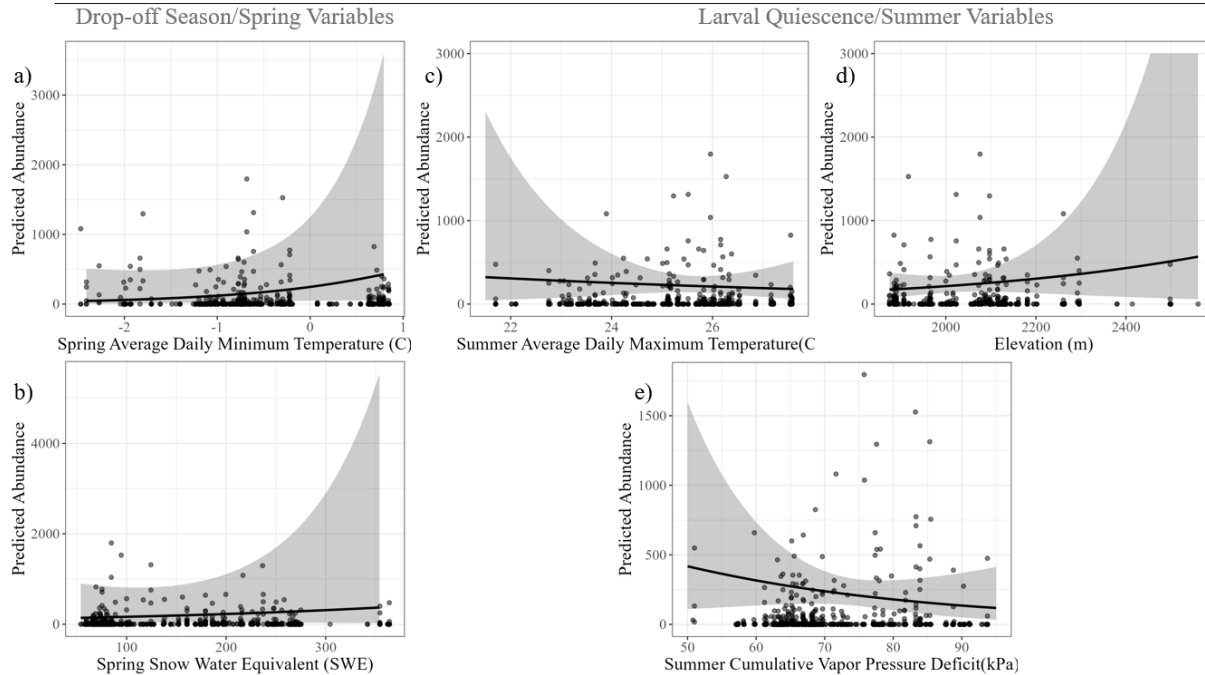 Drop-off Season/Spring Variables
Larval Quiescence/Summer Variables
a)
Predicted Abundance
3000
2000
1000
0
-2
-1
0
1
Spring Average Daily Minimum Temperature (C)
c)
Predicted Abundance
3000
2000
1000
0
22
24
26
Summer Average Daily Maximum Temperature(C
d)
Predicted Abundance
3000
2000
1000
0
2000
2200
2400
Elevation (m)
b)
Predicted Abundance
4000
2000
0
100
200
300
Spring Snow Water Equivalent (SWE)
e)
Predicted Abundance
1500
1000
500
0
50
60
70
80
90
Summer Cumulative Vapor Pressure Deficit(kPa)